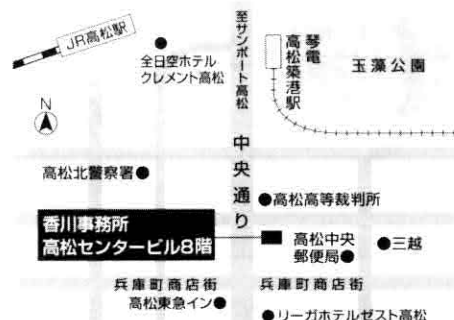 JR高松駅
全日空ホテル
クレメント高松
至サンポート高松
琴電
高松築港駅
玉藻公園
N
中央通り
高松北警察署
高松高等裁判所
香川事務所
高松センタービル8階
高松中央
郵便局
三越
兵庫町商店街
兵庫町商店街
高松東急イン
リーガホテルゼスト高松